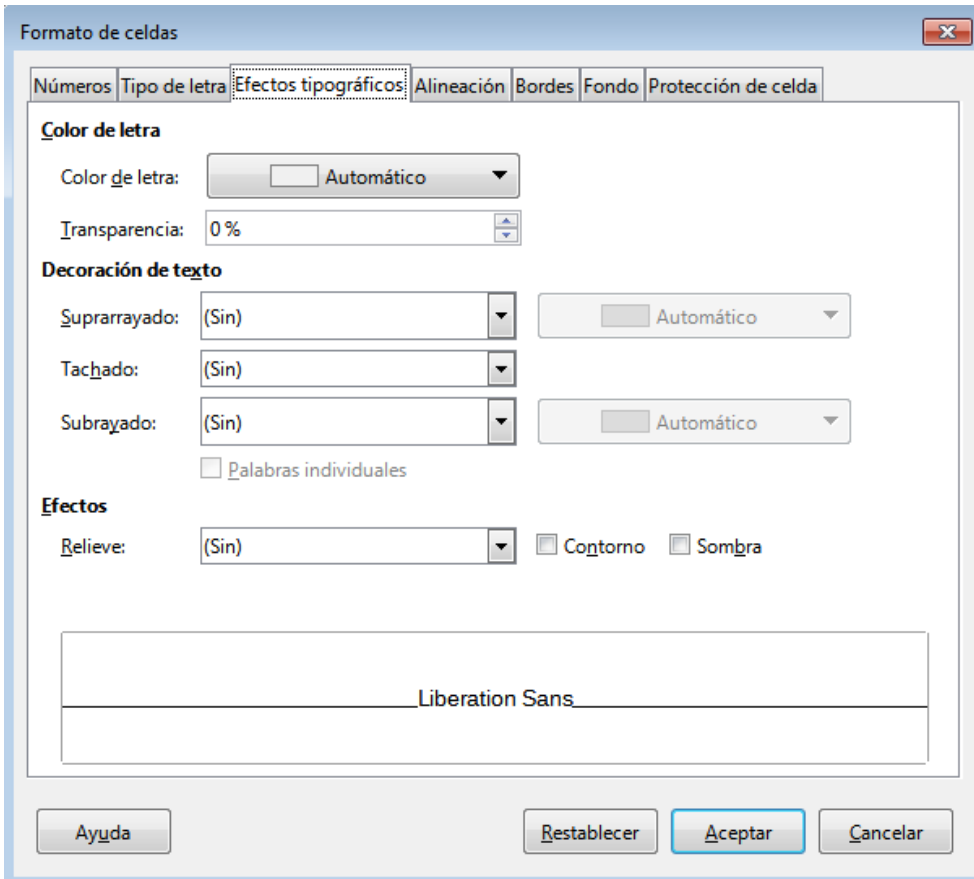 Formato de celdas
Números Tipo de letra Efectos tipográficos Alineación Bordes Fondo Protección de celda
Color de letra
Color de letra: Automático
Transparencia: 0 %
Decoración de texto
Suprarrayado: (Sin) Automático
Tachado: (Sin)
Subrayado: (Sin) Automático
Palabras individuales
Efectos
Relieve: (Sin) Contorno Sombra
Liberation Sans
Ayuda Restablecer Aceptar Cancelar